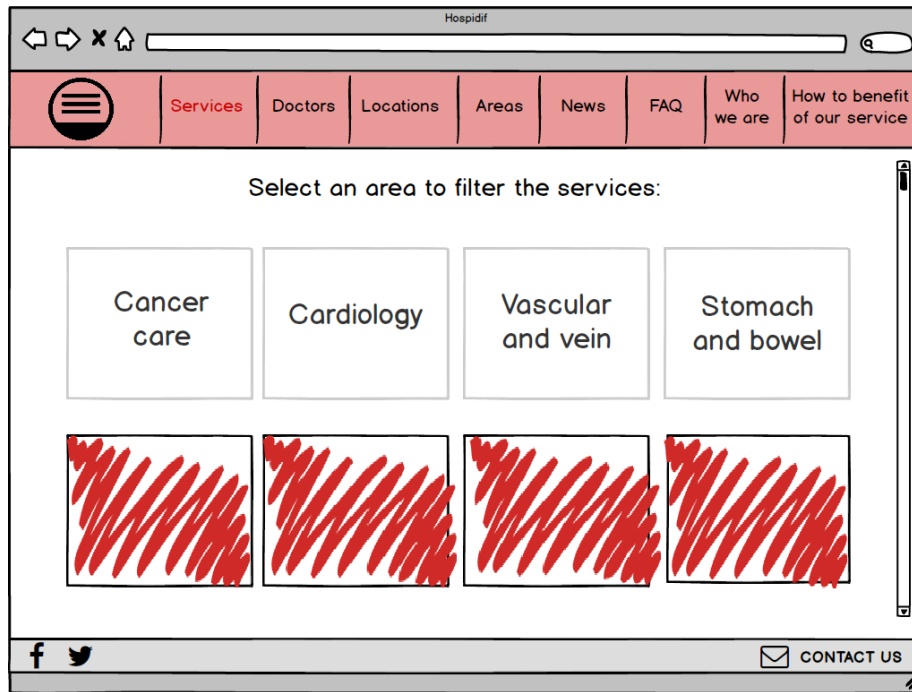 Hospidif
Services
Doctors
Locations
Areas
News
FAQ
Who
we are
How to benefit
of our service
Select an area to filter the services:
Cancer
care
Cardiology
Vascular
and vein
Stomach
and bowel
CONTACT US